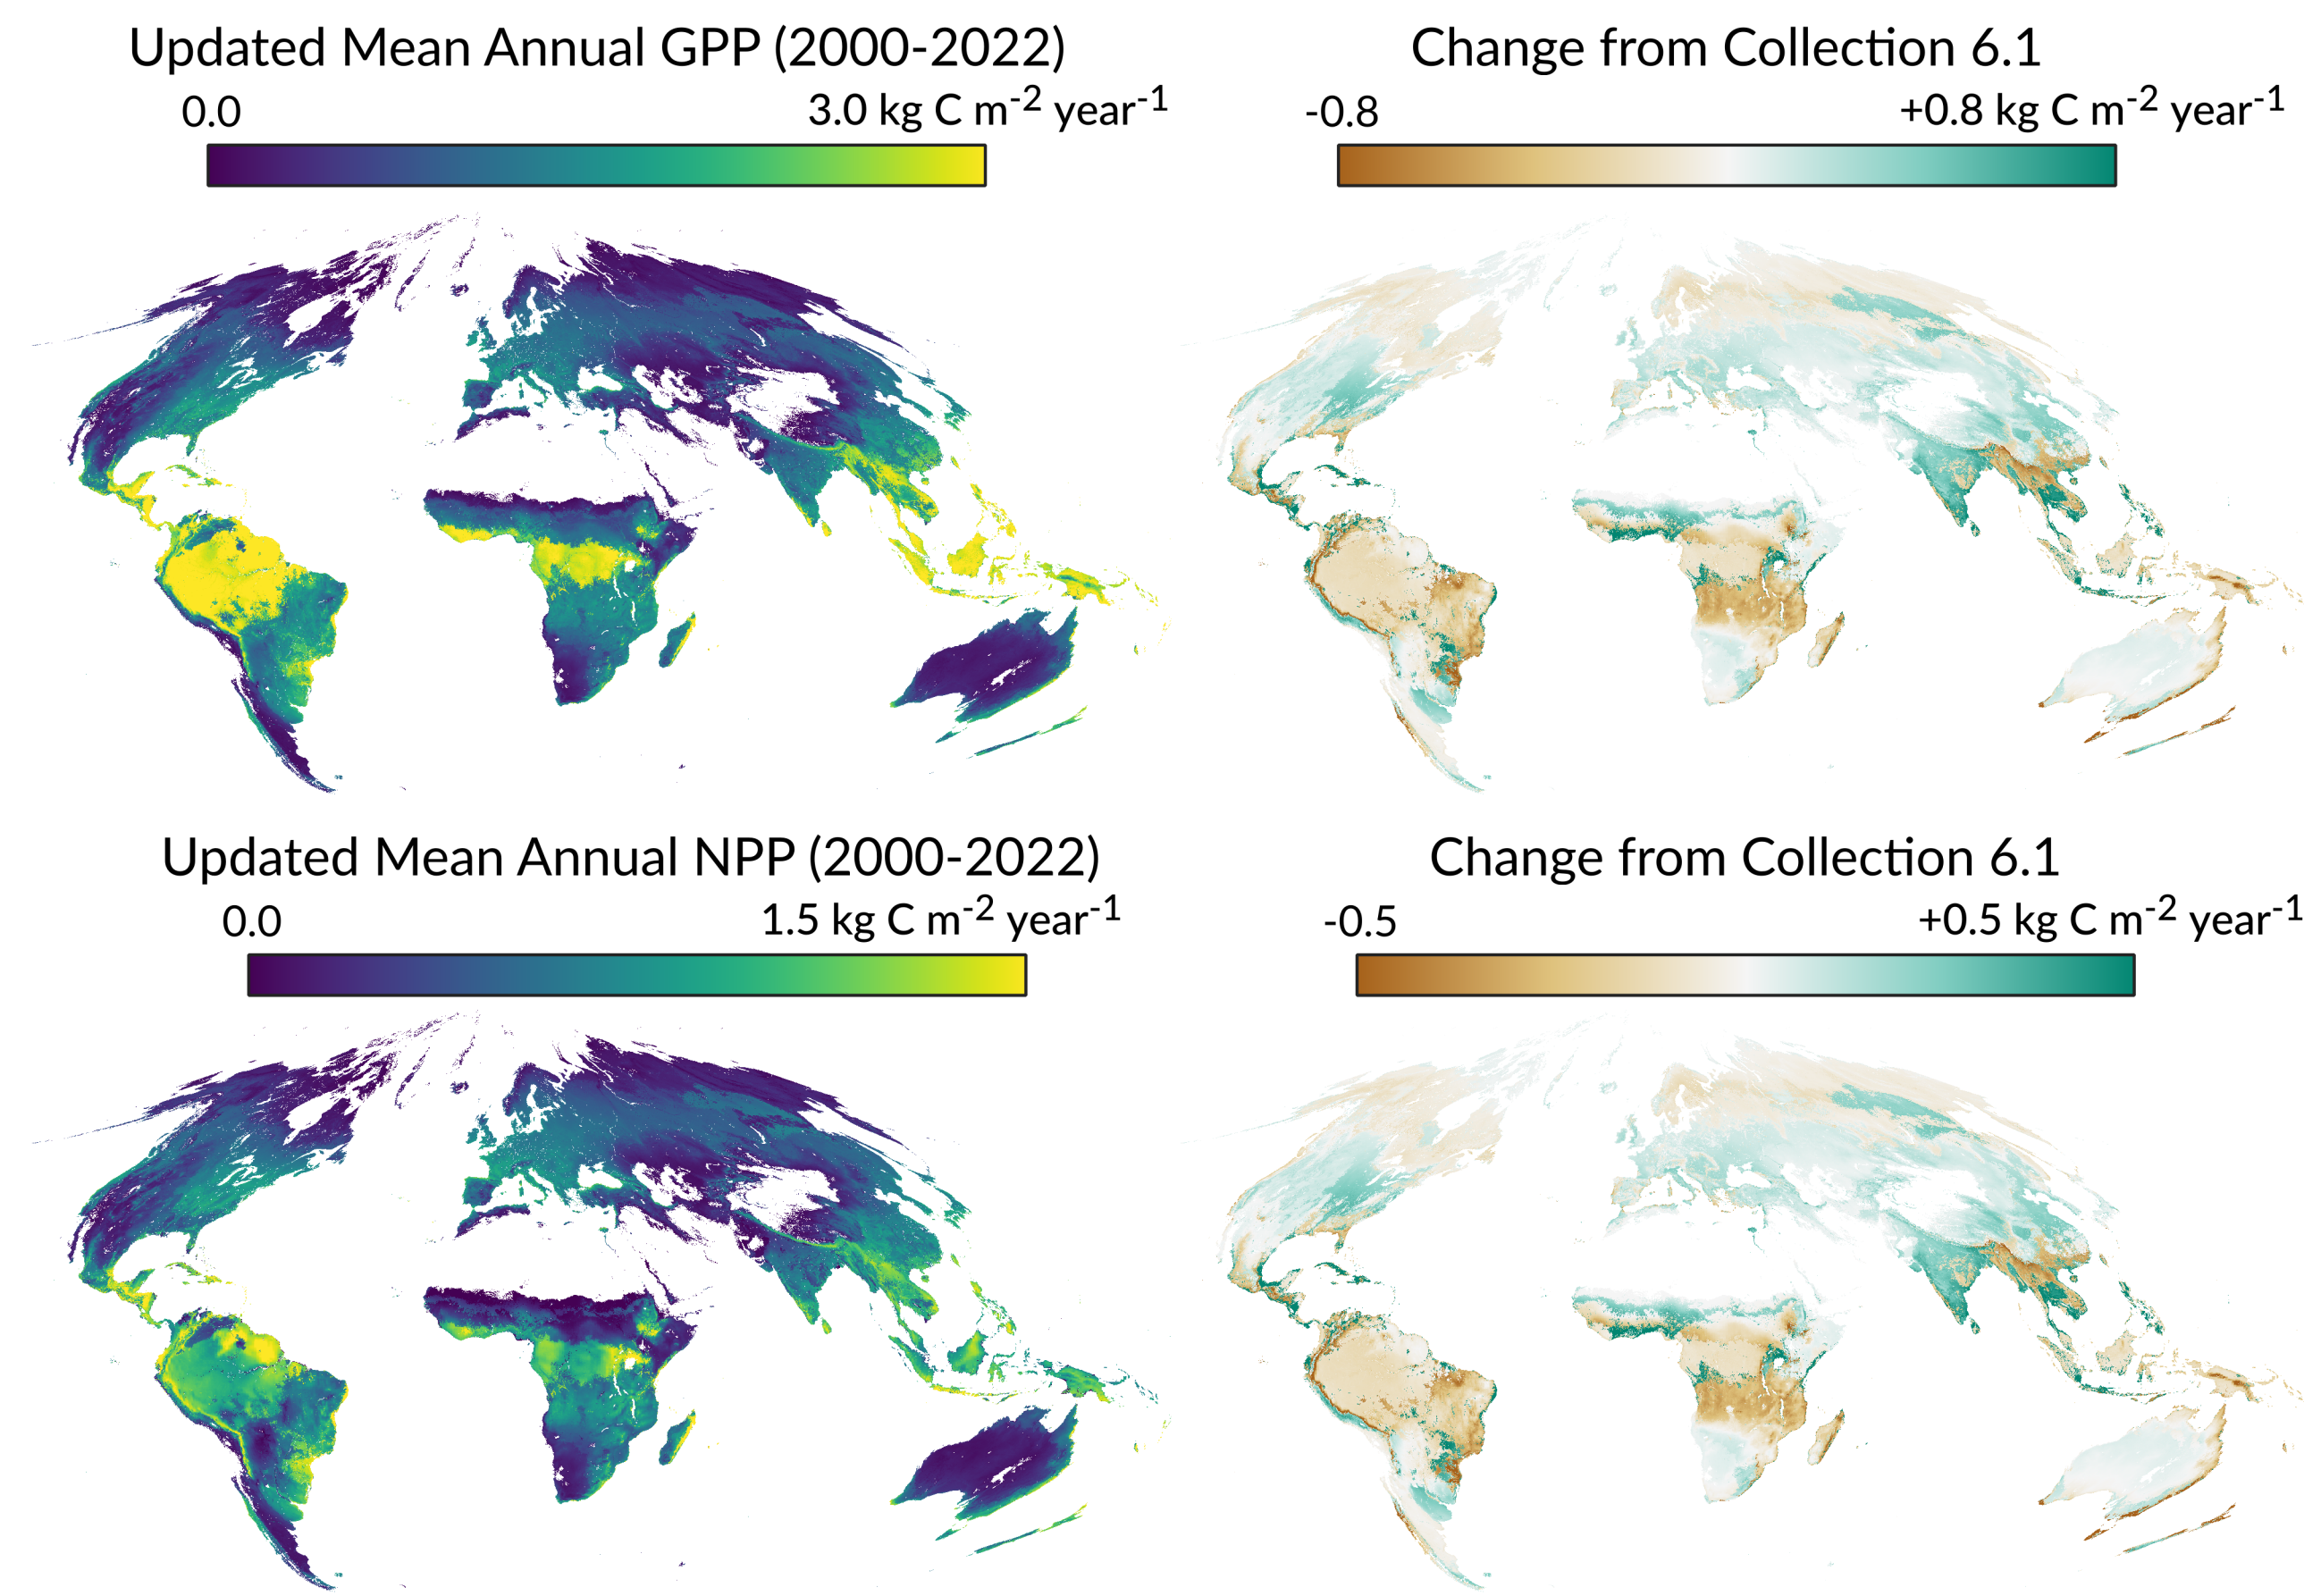 Updated Mean Annual GPP (2000-2022)
0.0 3.0 kg C m-2 year-1
Change from Collection 6.1
-0.8 +0.8 kg C m-2 year-1
Updated Mean Annual NPP (2000-2022)
0.0 1.5 kg C m-2 year-1
Change from Collection 6.1
-0.5 +0.5 kg C m-2 year-1